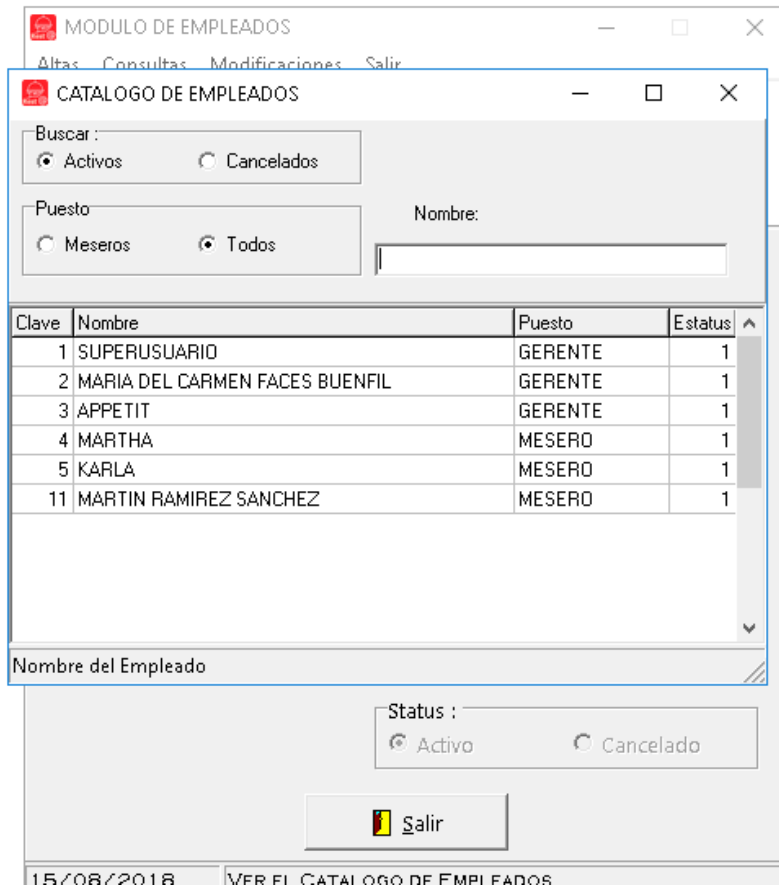 MODULO DE EMPLEADOS
Altas Consultas Modificaciones Salir
CATALOGO DE EMPLEADOS
Buscar :
Activos Cancelados
Puesto
Meseros Todos
Nombre:
Clave Nombre Puesto Estatus
1 SUPERUSUARIO GERENTE 1
2 MARIA DEL CARMEN FACES BUENFIL GERENTE 1
3 APPETIT GERENTE 1
4 MARTHA MESERO 1
5 KARLA MESERO 1
11 MARTIN RAMIREZ SANCHEZ MESERO 1
Nombre del Empleado
Status :
Activo Cancelado
Salir
15/08/2018 VER EL CATALOGO DE EMPLEADOS